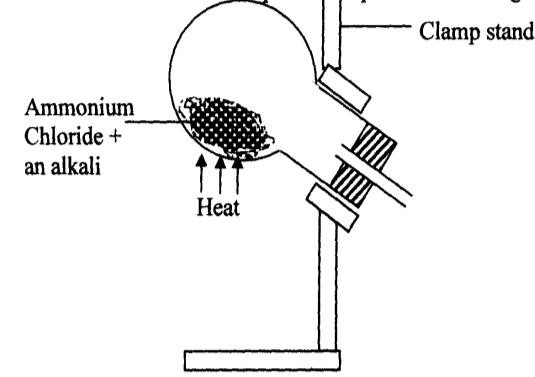 Clamp stand
Ammonium
Chloride +
an alkali
Heat